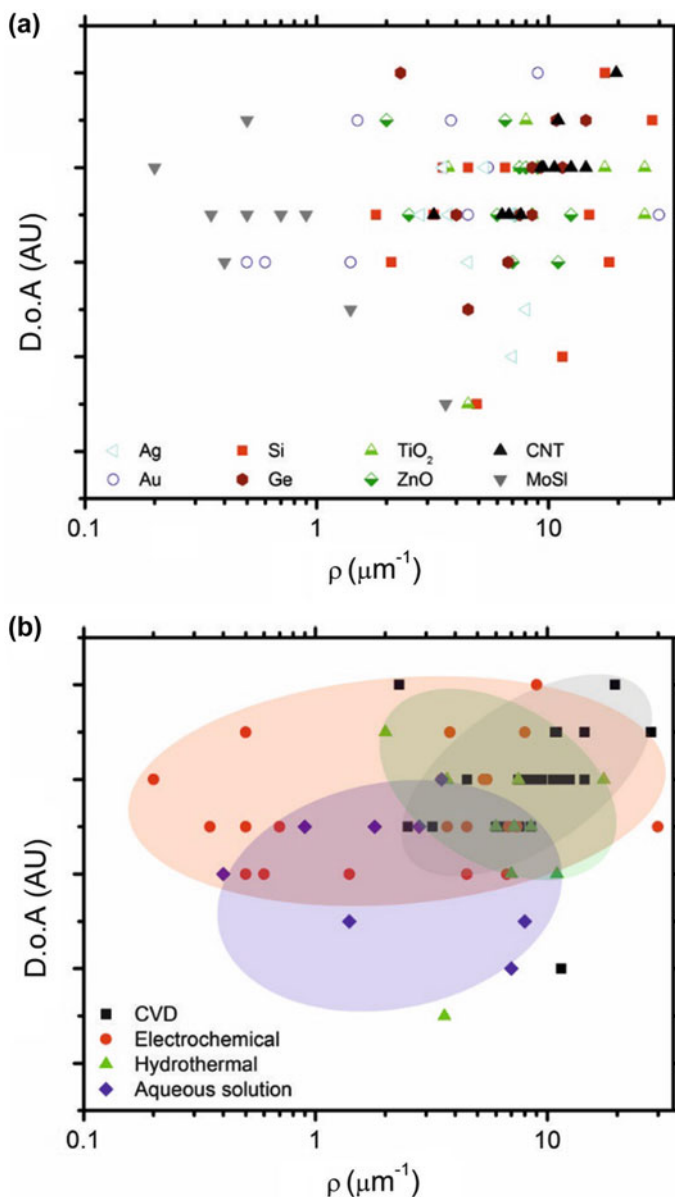 (a)
D.o.A (AU)
Ag Si TiO₂ CNT
Au Ge ZnO MoSI
0.1 1 10
ρ (μm⁻¹)
(b)
D.o.A (AU)
CVD
Electrochemical
Hydrothermal
Aqueous solution
0.1 1 10
ρ (μm⁻¹)